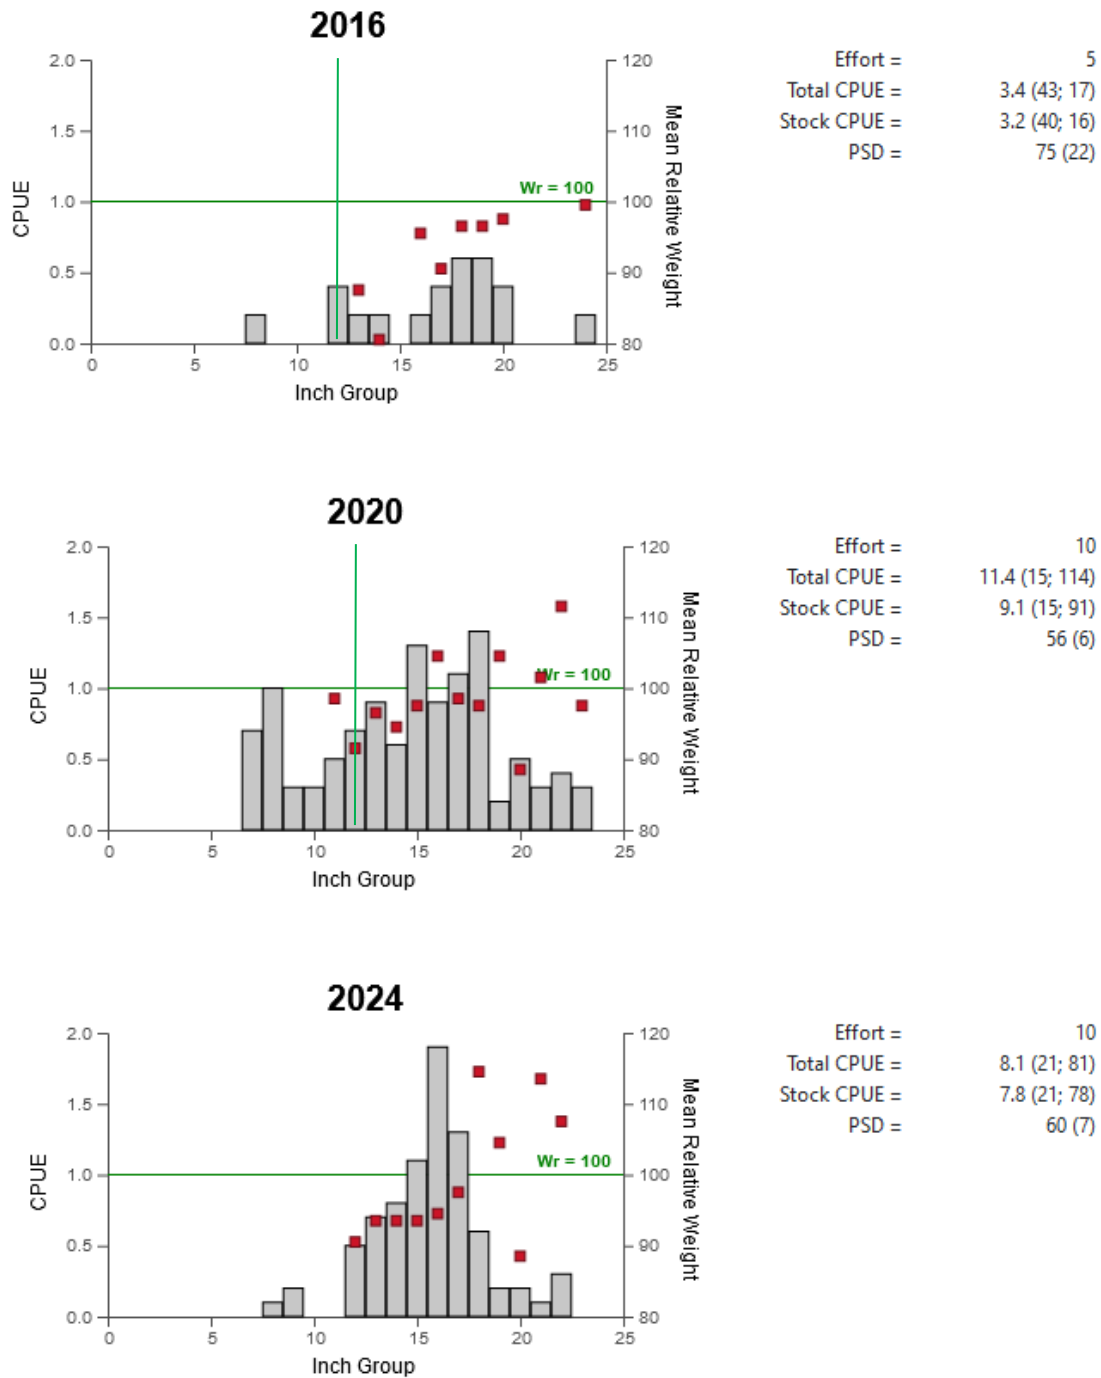 2016
2.0
1.5
1.0
0.5
0.0
CPUE
120
110
100
90
80
Mean Relative Weight
Wr = 100
0 5 10 15 20 25
Inch Group
Effort = 5
Total CPUE = 3.4 (43; 17)
Stock CPUE = 3.2 (40; 16)
PSD = 75 (22)
2020
2.0
1.5
1.0
0.5
0.0
CPUE
120
110
100
90
80
Mean Relative Weight
Wr = 100
0 5 10 15 20 25
Inch Group
Effort = 10
Total CPUE = 11.4 (15; 114)
Stock CPUE = 9.1 (15; 91)
PSD = 56 (6)
2024
2.0
1.5
1.0
0.5
0.0
CPUE
120
110
100
90
80
Mean Relative Weight
Wr = 100
0 5 10 15 20 25
Inch Group
Effort = 10
Total CPUE = 8.1 (21; 81)
Stock CPUE = 7.8 (21; 78)
PSD = 60 (7)